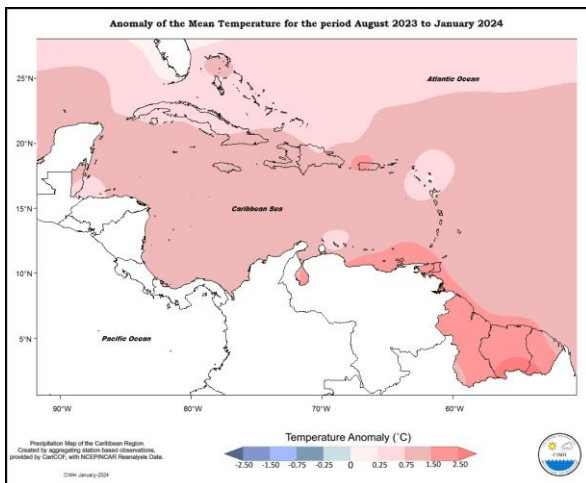 Anomaly of the Mean Temperature for the period August 2023 to January 2024
25°N
Atlantic Ocean
20°N
15°N
Caribbean Sea
10°N
5°N
Pacific Ocean
90°W
80°W
70°W
60°W
Precipitation Map of the Caribbean Region.
Created by aggregating station based observations,
provided by CariCOF, with NCEP/NCAR Reanalysis Data.
CIMH January-2024
Temperature Anomaly (°C)
-2.50 -1.50 -0.75 -0.25 0 0.25 0.75 1.50 2.50
CIMH